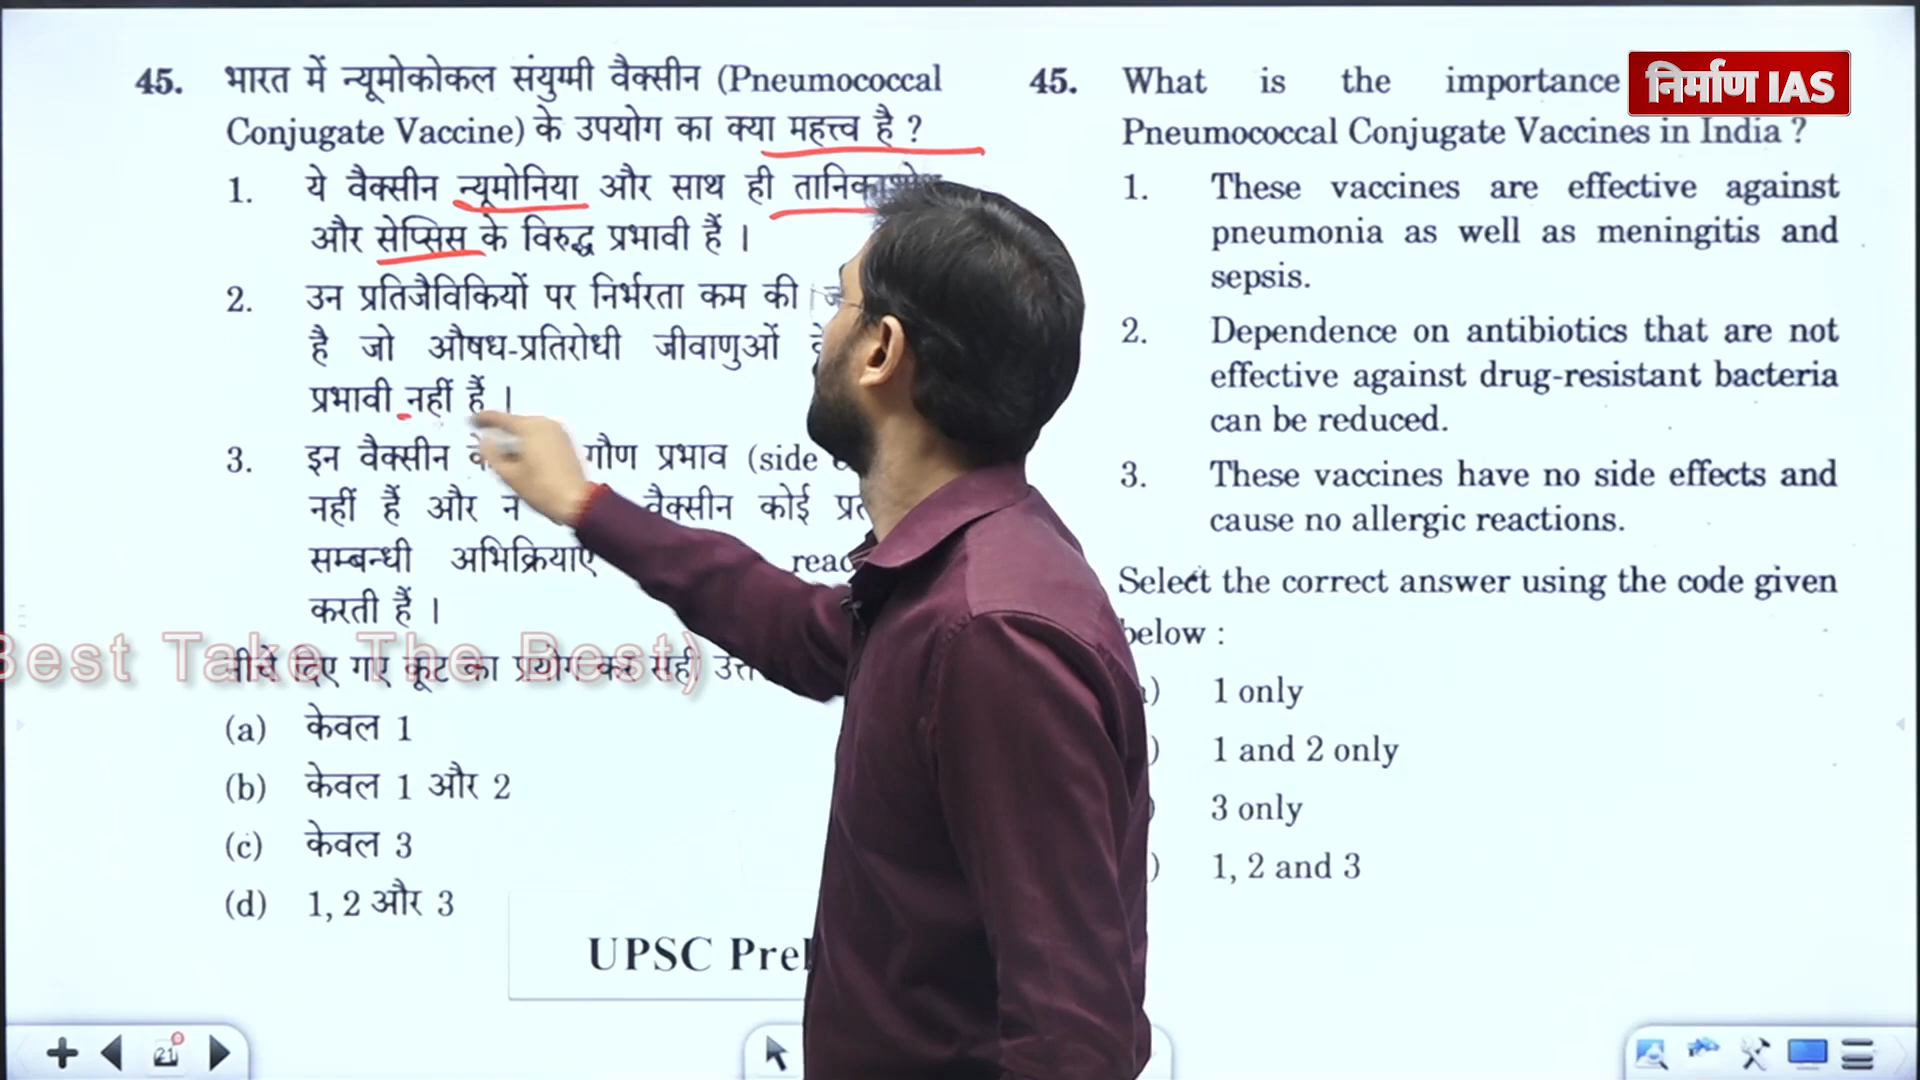 45. भारत में न्यूमोकोकल संयुग्मी वैक्सीन (Pneumococcal
Conjugate Vaccine) के उपयोग का क्या महत्त्व है ?
1. ये वैक्सीन न्यूमोनिया और साथ ही
और सेप्सिस के विरुद्ध प्रभावी हैं ।
2. उन प्रतिजैविकियों पर निर्भरता कम की
है जो औषध-प्रतिरोधी जीवाणुओं
प्रभावी नहीं हैं ।
3. इन वैक्सीन गौण प्रभाव (side
नहीं हैं और न वैक्सीन कोई
सम्बन्धी अभिक्रियाएँ
करती हैं ।
नीचे दिए गए कूट का प्रयोग कर सही
Best Take The Best)
(a) केवल 1
(b) केवल 1 और 2
(c) केवल 3
(d) 1, 2 और 3
UPSC
45. What is the importance
Pneumococcal Conjugate Vaccines in India ?
1. These vaccines are effective against
pneumonia as well as meningitis and
sepsis.
2. Dependence on antibiotics that are not
effective against drug-resistant bacteria
can be reduced.
3. These vaccines have no side effects and
cause no allergic reactions.
Select the correct answer using the code given
below :
1 only
1 and 2 only
3 only
1, 2 and 3
निर्माण IAS
21